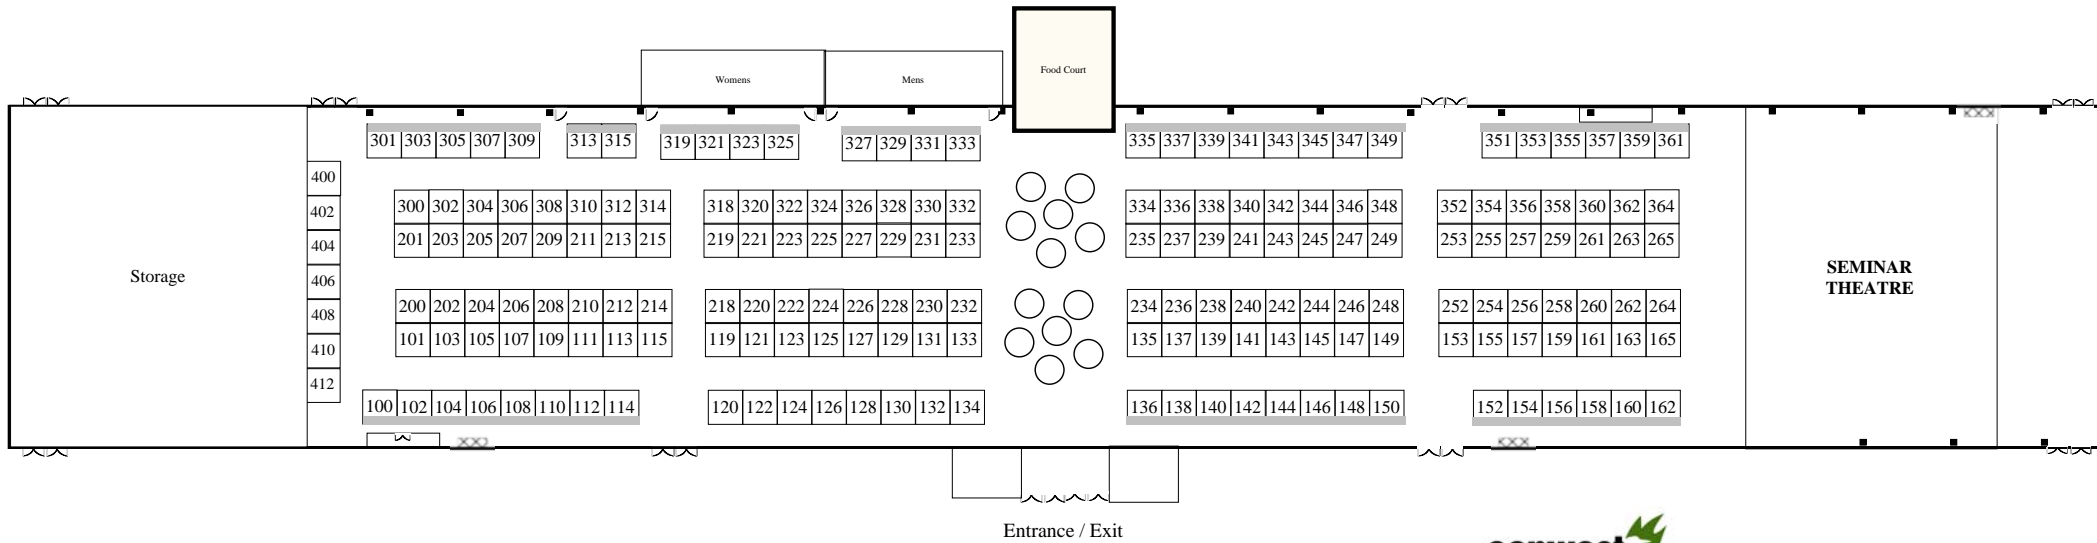 Womens
Mens
Food Court
301 303 305 307 309 313 315 319 321 323 325 327 329 331 333 335 337 339 341 343 345 347 349 351 353 355 357 359 361
400
402
404
406
408
410
412
300 302 304 306 308 310 312 314 318 320 322 324 326 328 330 332 334 336 338 340 342 344 346 348 352 354 356 358 360 362 364
201 203 205 207 209 211 213 215 219 221 223 225 227 229 231 233 235 237 239 241 243 245 247 249 253 255 257 259 261 263 265
Storage
SEMINAR
THEATRE
200 202 204 206 208 210 212 214 218 220 222 224 226 228 230 232 234 236 238 240 242 244 246 248 252 254 256 258 260 262 264
101 103 105 107 109 111 113 115 119 121 123 125 127 129 131 133 135 137 139 141 143 145 147 149 153 155 157 159 161 163 165
100 102 104 106 108 110 112 114 120 122 124 126 128 130 132 134 136 138 140 142 144 146 148 150 152 154 156 158 160 162
Entrance / Exit